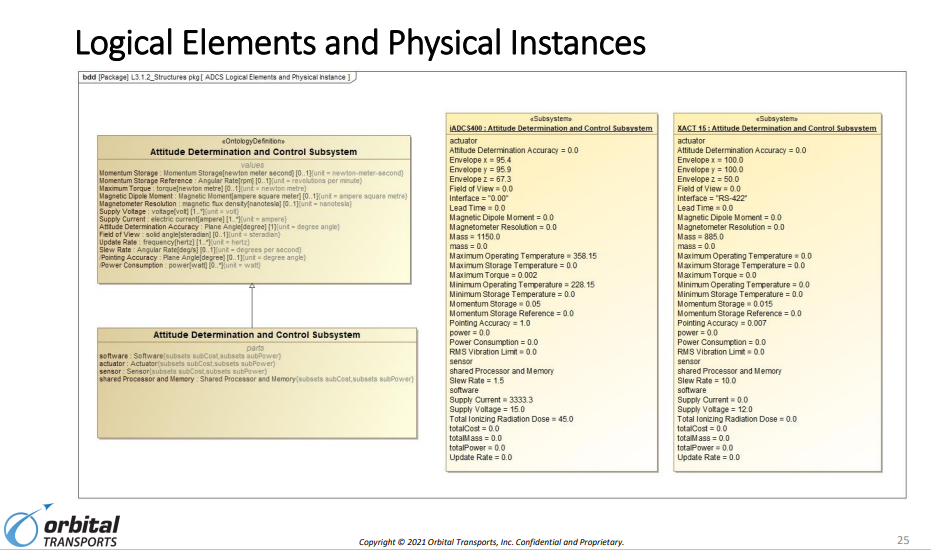 Logical Elements and Physical Instances
bdd [Package] L3.1.2_Structures pkg [ ADCS Logical Elements and Physical Instance ]
«OntologyDefinition»
Attitude Determination and Control Subsystem
values
Momentum Storage : Momentum Storage[newton meter second] [0..1]{unit = newton-meter-second}
Momentum Storage Reference : Angular Rate[rpm] [0..1]{unit = revolutions per minute}
Maximum Torque : torque[newton metre] [0..1]{unit = newton metre}
Magnetic Dipole Moment : Magnetic Moment[ampere square meter] [0..1]{unit = ampere square metre}
Magnetometer Resolution : magnetic flux density[nanotesla] [0..1]{unit = nanotesla}
Supply Voltage : voltage[volt] [1..*]{unit = volt}
Supply Current : electric current[ampere] [1..*]{unit = ampere}
Attitude Determination Accuracy : Plane Angle[degree] [1]{unit = degree angle}
Field of View : solid angle[steradian] [0..1]{unit = steradian}
Update Rate : frequency[hertz] [1..*]{unit = hertz}
Slew Rate : Angular Rate[deg/s] [0..1]{unit = degrees per second}
/Pointing Accuracy : Plane Angle[degree] [0..1]{unit = degree angle}
/Power Consumption : power[watt] [0..*]{unit = watt}
Attitude Determination and Control Subsystem
parts
software : Software{subsets subCost,subsets subPower}
actuator : Actuator{subsets subCost,subsets subPower}
sensor : Sensor{subsets subCost,subsets subPower}
shared Processor and Memory : Shared Processor and Memory{subsets subCost,subsets subPower}
«Subsystem»
iADCS400 : Attitude Determination and Control Subsystem
actuator
Attitude Determination Accuracy = 0.0
Envelope x = 95.4
Envelope y = 95.9
Envelope z = 67.3
Field of View = 0.0
Interface = "0.00"
Lead Time = 0.0
Magnetic Dipole Moment = 0.0
Magnetometer Resolution = 0.0
Mass = 1150.0
mass = 0.0
Maximum Operating Temperature = 358.15
Maximum Storage Temperature = 0.0
Maximum Torque = 0.002
Minimum Operating Temperature = 228.15
Minimum Storage Temperature = 0.0
Momentum Storage = 0.05
Momentum Storage Reference = 0.0
Pointing Accuracy = 1.0
power = 0.0
Power Consumption = 0.0
RMS Vibration Limit = 0.0
sensor
shared Processor and Memory
Slew Rate = 1.5
software
Supply Current = 3333.3
Supply Voltage = 15.0
Total Ionizing Radiation Dose = 45.0
totalCost = 0.0
totalMass = 0.0
totalPower = 0.0
Update Rate = 0.0
«Subsystem»
XACT 15 : Attitude Determination and Control Subsystem
actuator
Attitude Determination Accuracy = 0.0
Envelope x = 100.0
Envelope y = 100.0
Envelope z = 50.0
Field of View = 0.0
Interface = "RS-422"
Lead Time = 0.0
Magnetic Dipole Moment = 0.0
Magnetometer Resolution = 0.0
Mass = 885.0
mass = 0.0
Maximum Operating Temperature = 0.0
Maximum Storage Temperature = 0.0
Maximum Torque = 0.0
Minimum Operating Temperature = 0.0
Minimum Storage Temperature = 0.0
Momentum Storage = 0.015
Momentum Storage Reference = 0.0
Pointing Accuracy = 0.007
power = 0.0
Power Consumption = 0.0
RMS Vibration Limit = 0.0
sensor
shared Processor and Memory
Slew Rate = 10.0
software
Supply Current = 0.0
Supply Voltage = 12.0
Total Ionizing Radiation Dose = 0.0
totalCost = 0.0
totalMass = 0.0
totalPower = 0.0
Update Rate = 0.0
orbital
TRANSPORTS
Copyright © 2021 Orbital Transports, Inc. Confidential and Proprietary.
25